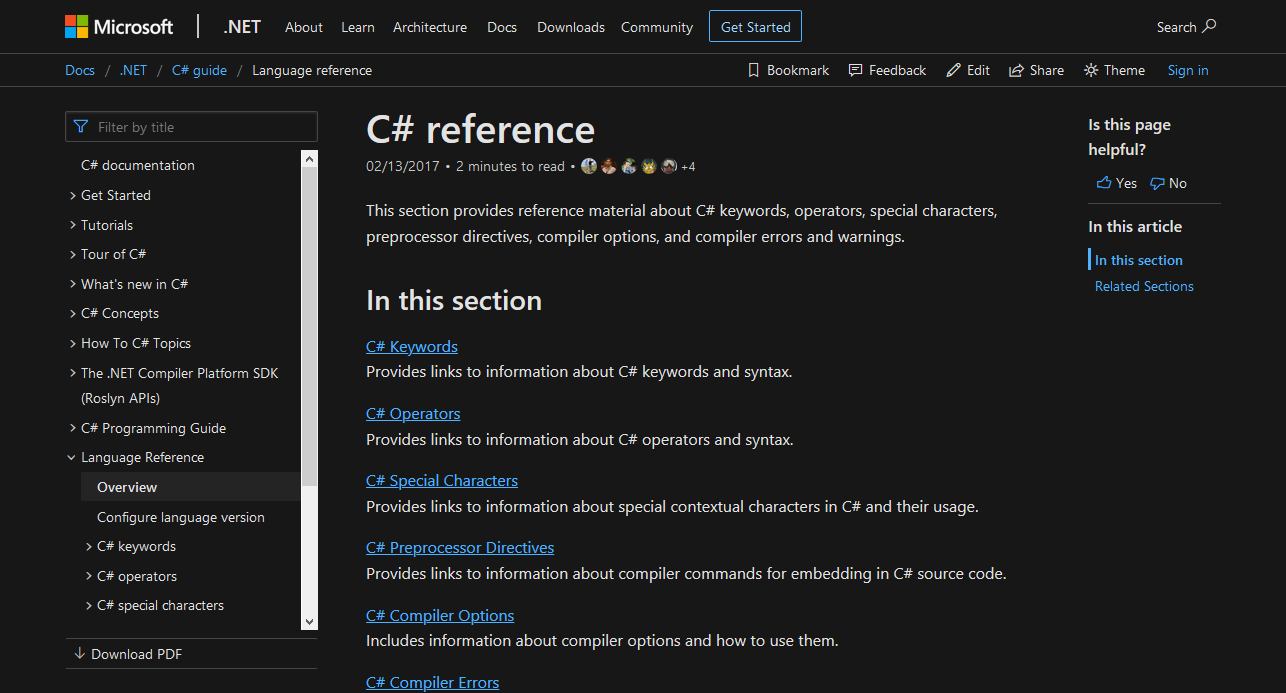 Microsoft .NET About Learn Architecture Docs Downloads Community Get Started Search
Docs / .NET / C# guide / Language reference Bookmark Feedback Edit Share Theme Sign in
Filter by title
C# documentation
Get Started
Tutorials
Tour of C#
What's new in C#
C# Concepts
How To C# Topics
The .NET Compiler Platform SDK
(Roslyn APIs)
C# Programming Guide
Language Reference
Overview
Configure language version
C# keywords
C# operators
C# special characters
Download PDF
C# reference
02/13/2017 • 2 minutes to read • +4
This section provides reference material about C# keywords, operators, special characters,
preprocessor directives, compiler options, and compiler errors and warnings.
In this section
C# Keywords
Provides links to information about C# keywords and syntax.
C# Operators
Provides links to information about C# operators and syntax.
C# Special Characters
Provides links to information about special contextual characters in C# and their usage.
C# Preprocessor Directives
Provides links to information about compiler commands for embedding in C# source code.
C# Compiler Options
Includes information about compiler options and how to use them.
C# Compiler Errors
Is this page
helpful?
Yes No
In this article
In this section
Related Sections